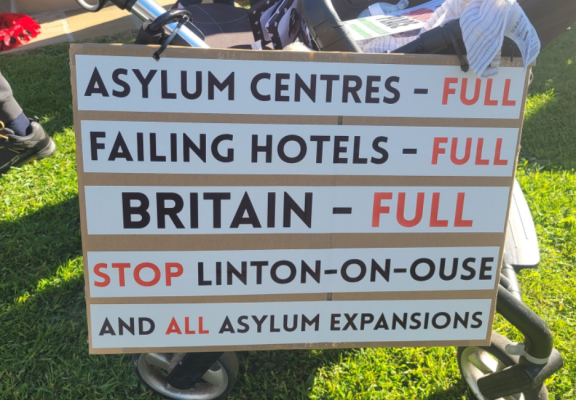 ASYLUM CENTRES - FULL
FAILING HOTELS - FULL
BRITAIN - FULL
STOP LINTON-ON-OUSE
AND ALL ASYLUM EXPANSIONS